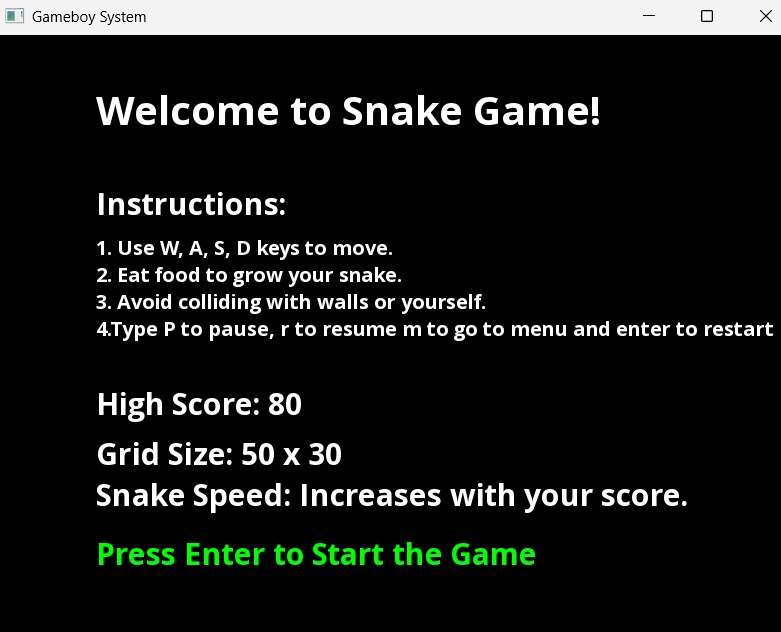 Gameboy System
Welcome to Snake Game!
Instructions:
1. Use W, A, S, D keys to move.
2. Eat food to grow your snake.
3. Avoid colliding with walls or yourself.
4.Type P to pause, r to resume m to go to menu and enter to restart
High Score: 80
Grid Size: 50 x 30
Snake Speed: Increases with your score.
Press Enter to Start the Game